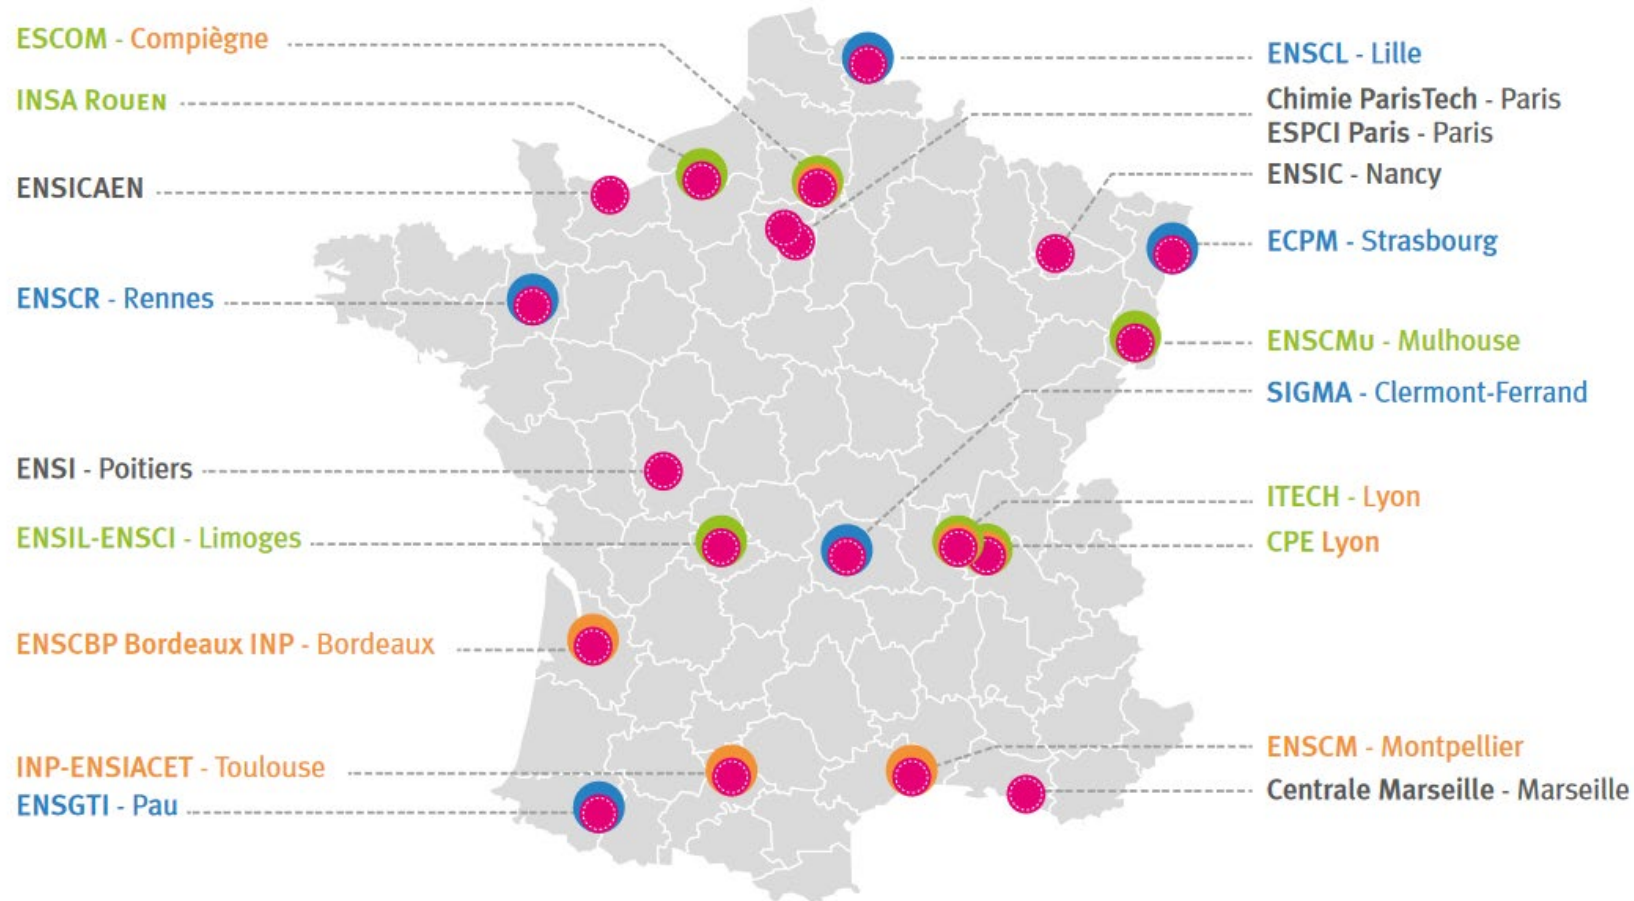 ESCOM - Compiègne
INSA ROUEN
ENSICAEN
ENSCR - Rennes
ENSI - Poitiers
ENSIL-ENSCI - Limoges
ENSCBP Bordeaux INP - Bordeaux
INP-ENSIACET - Toulouse
ENSGTI - Pau
ENSCL - Lille
Chimie ParisTech - Paris
ESPCI Paris - Paris
ENSIC - Nancy
ECPM - Strasbourg
ENSCMu - Mulhouse
SIGMA - Clermont-Ferrand
ITECH - Lyon
CPE Lyon
ENSCM - Montpellier
Centrale Marseille - Marseille